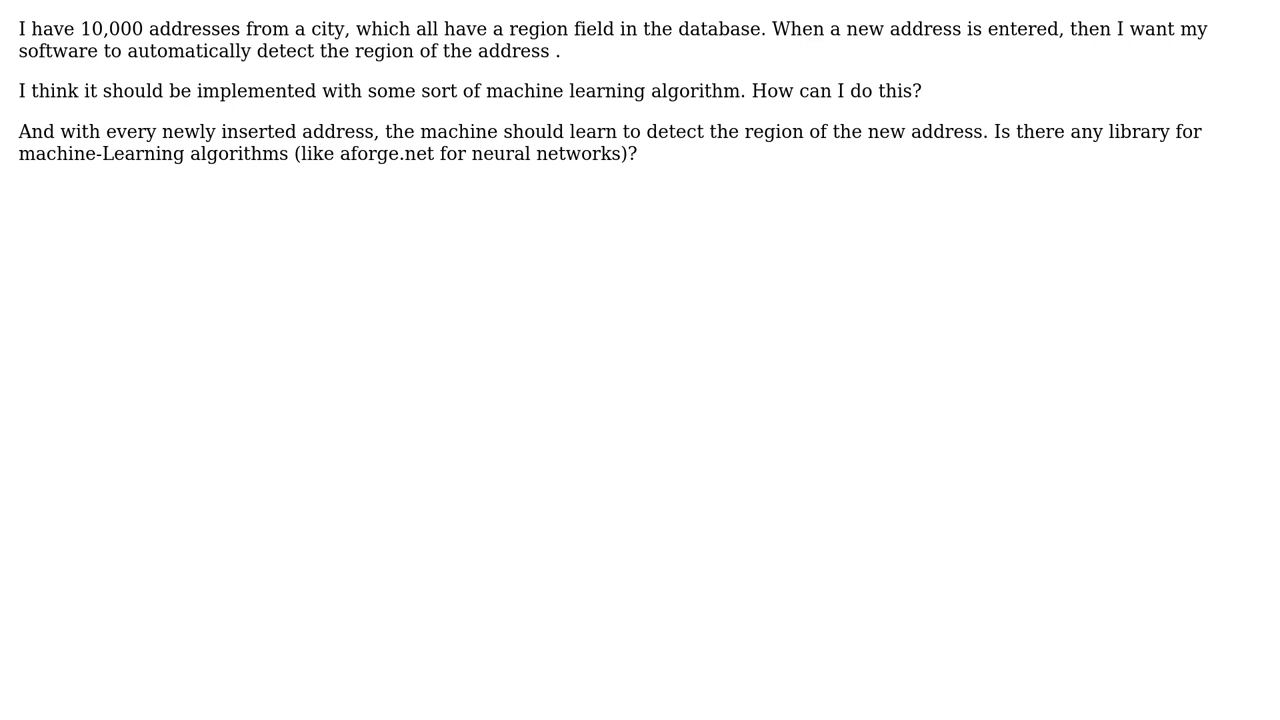 I have 10,000 addresses from a city, which all have a region field in the database. When a new address is entered, then I want my
software to automatically detect the region of the address .
I think it should be implemented with some sort of machine learning algorithm. How can I do this?
And with every newly inserted address, the machine should learn to detect the region of the new address. Is there any library for
machine-Learning algorithms (like aforge.net for neural networks)?